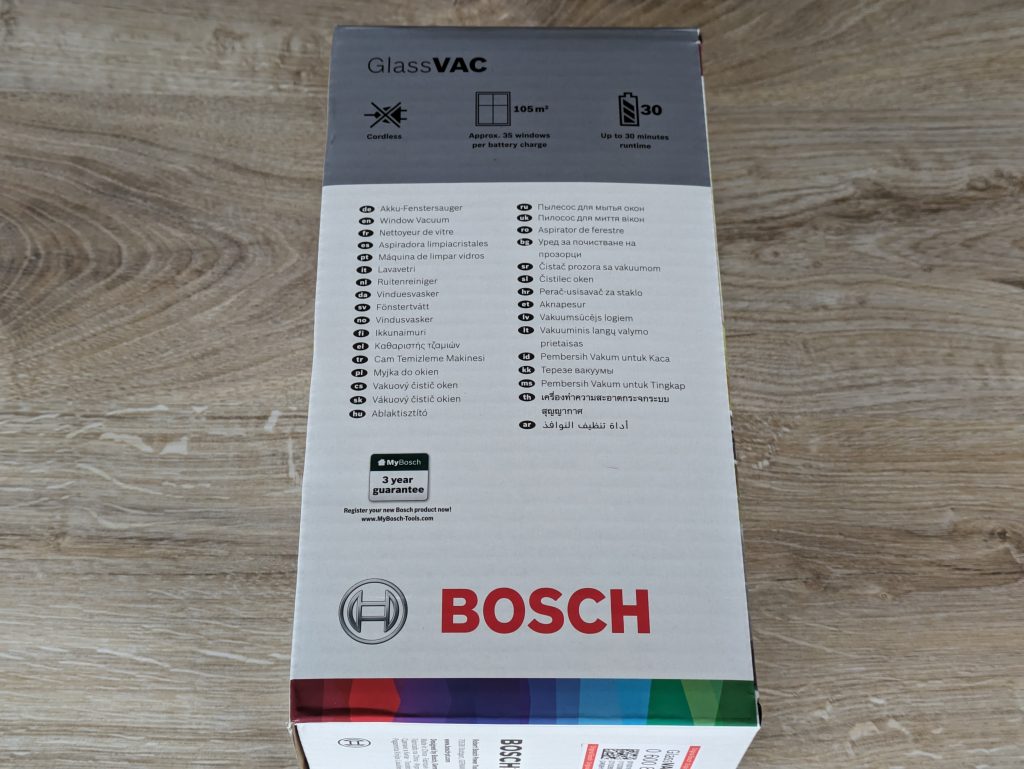 GlassVAC
105 m²
30
Cordless
Approx. 35 windows
per battery charge
Up to 30 minutes
runtime
de Akku-Fenstersauger
en Window Vacuum
fr Nettoyeur de vitre
es Aspiradora limpiacristales
pt Máquina de limpar vidros
it Lavavetri
nl Ruitenreiniger
da Vinduesvasker
sv Fönstertvätt
no Vindusvasker
fi Ikkunaimuri
el Καθαριστής τζαμιών
tr Cam Temizleme Makinesi
pl Myjka do okien
cs Vakuový čistič oken
sk Vákuový čistič okien
hu Ablaktisztító
ru Пылесос для мытья окон
uk Пилосос для миття вікон
ro Aspirator de ferestre
bg Уред за почистване на
прозорци
sr Čistač prozora sa vakuumom
sl Čistilec oken
hr Perač-usisavač za staklo
et Aknapesur
lv Vakuumsūcējs logiem
lt Vakuuminis langų valymo
prietaisas
id Pembersih Vakum untuk Kaca
kk Терезе вакуумы
ms Pembersih Vakum untuk Tingkap
th เครื่องทำความสะอาดกระจกระบบ
สุญญากาศ
ar أداة تنظيف النوافذ
MyBosch
3 year
guarantee
Register your new Bosch product now!
www.MyBosch-Tools.com
BOSCH
BOSCH
GlassVAC